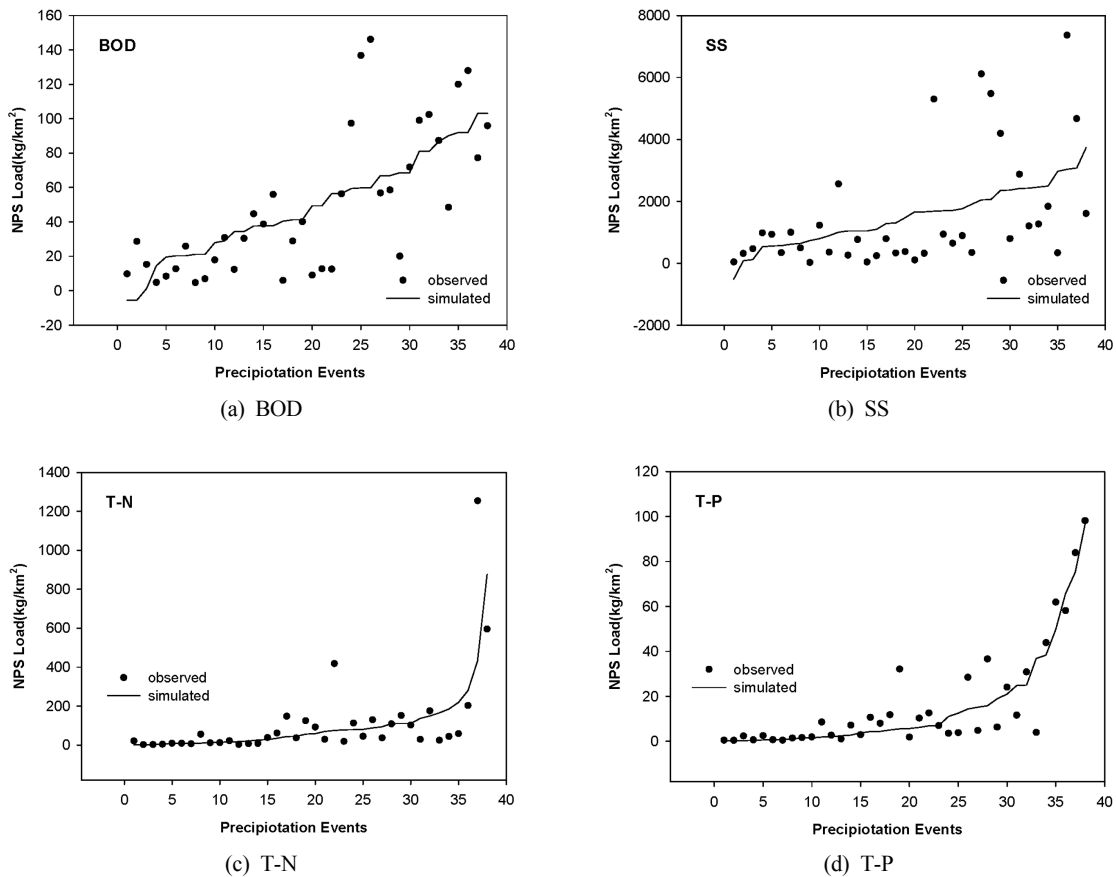 BOD
160
140
120
100
80
60
40
20
0
-20
NPS Load(kg/km²)
observed
simulated
0 5 10 15 20 25 30 35 40
Precipiotation Events
(a) BOD
SS
8000
6000
4000
2000
0
-2000
NPS Load(kg/km²)
observed
simulated
0 5 10 15 20 25 30 35 40
Precipiotation Events
(b) SS
T-N
1400
1200
1000
800
600
400
200
0
NPS Load(kg/km²)
observed
simulated
0 5 10 15 20 25 30 35 40
Precipiotation Events
(c) T-N
T-P
120
100
80
60
40
20
0
NPS Load(kg/km²)
observed
simulated
0 5 10 15 20 25 30 35 40
Precipiotation Events
(d) T-P